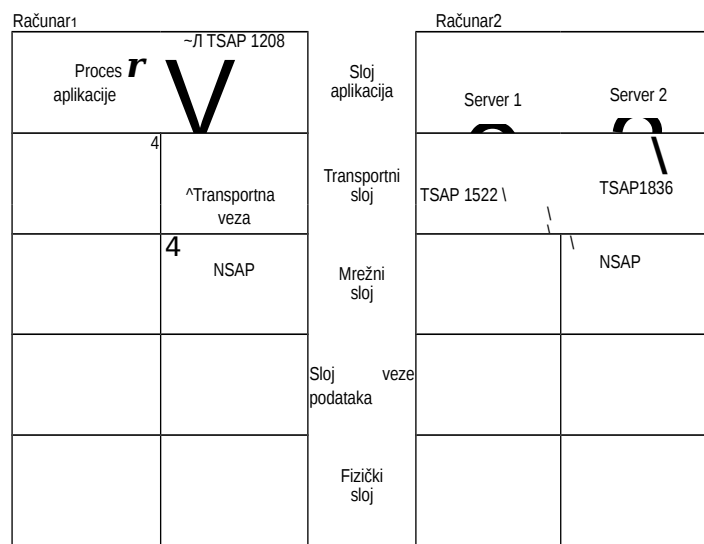 Računar1
Računar2
~Л TSAP 1208
Proces r
aplikacije
V
Sloj
aplikacija
Server 1
Server 2
4
^Transportna
veza
Transportni
sloj
TSAP 1522 \
TSAP1836
\
\
\
\
4
NSAP
Mrežni
sloj
NSAP
Sloj veze
podataka
Fizički
sloj